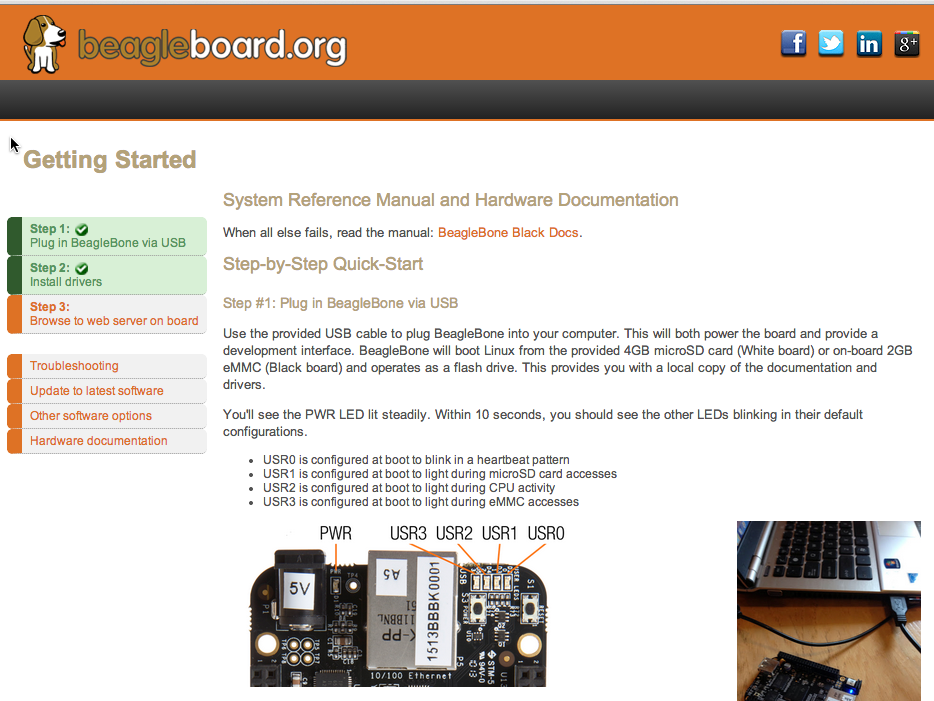 beagleboard.org
Getting Started
Step 1:
Plug in BeagleBone via USB
Step 2:
Install drivers
Step 3:
Browse to web server on board
Troubleshooting
Update to latest software
Other software options
Hardware documentation
System Reference Manual and Hardware Documentation
When all else fails, read the manual: BeagleBone Black Docs.
Step-by-Step Quick-Start
Step #1: Plug in BeagleBone via USB
Use the provided USB cable to plug BeagleBone into your computer. This will both power the board and provide a
development interface. BeagleBone will boot Linux from the provided 4GB microSD card (White board) or on-board 2GB
eMMC (Black board) and operates as a flash drive. This provides you with a local copy of the documentation and
drivers.
You'll see the PWR LED lit steadily. Within 10 seconds, you should see the other LEDs blinking in their default
configurations.
USR0 is configured at boot to blink in a heartbeat pattern
USR1 is configured at boot to light during microSD card accesses
USR2 is configured at boot to light during CPU activity
USR3 is configured at boot to light during eMMC accesses
PWR USR3 USR2 USR1 USR0
5V
A5
1513BBBK0001
10/100 Ethernet
P5
S1
RESET